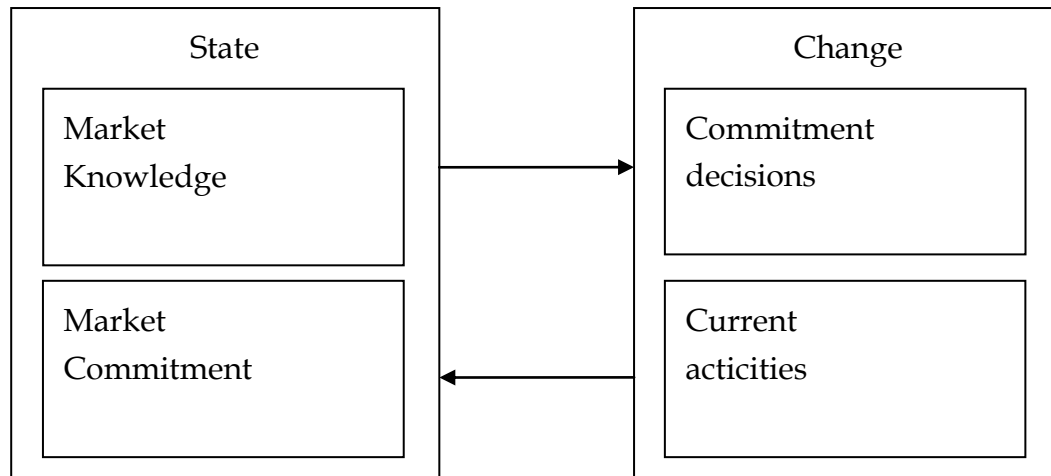 State
Market
Knowledge
Market
Commitment
Change
Commitment
decisions
Current
acticities